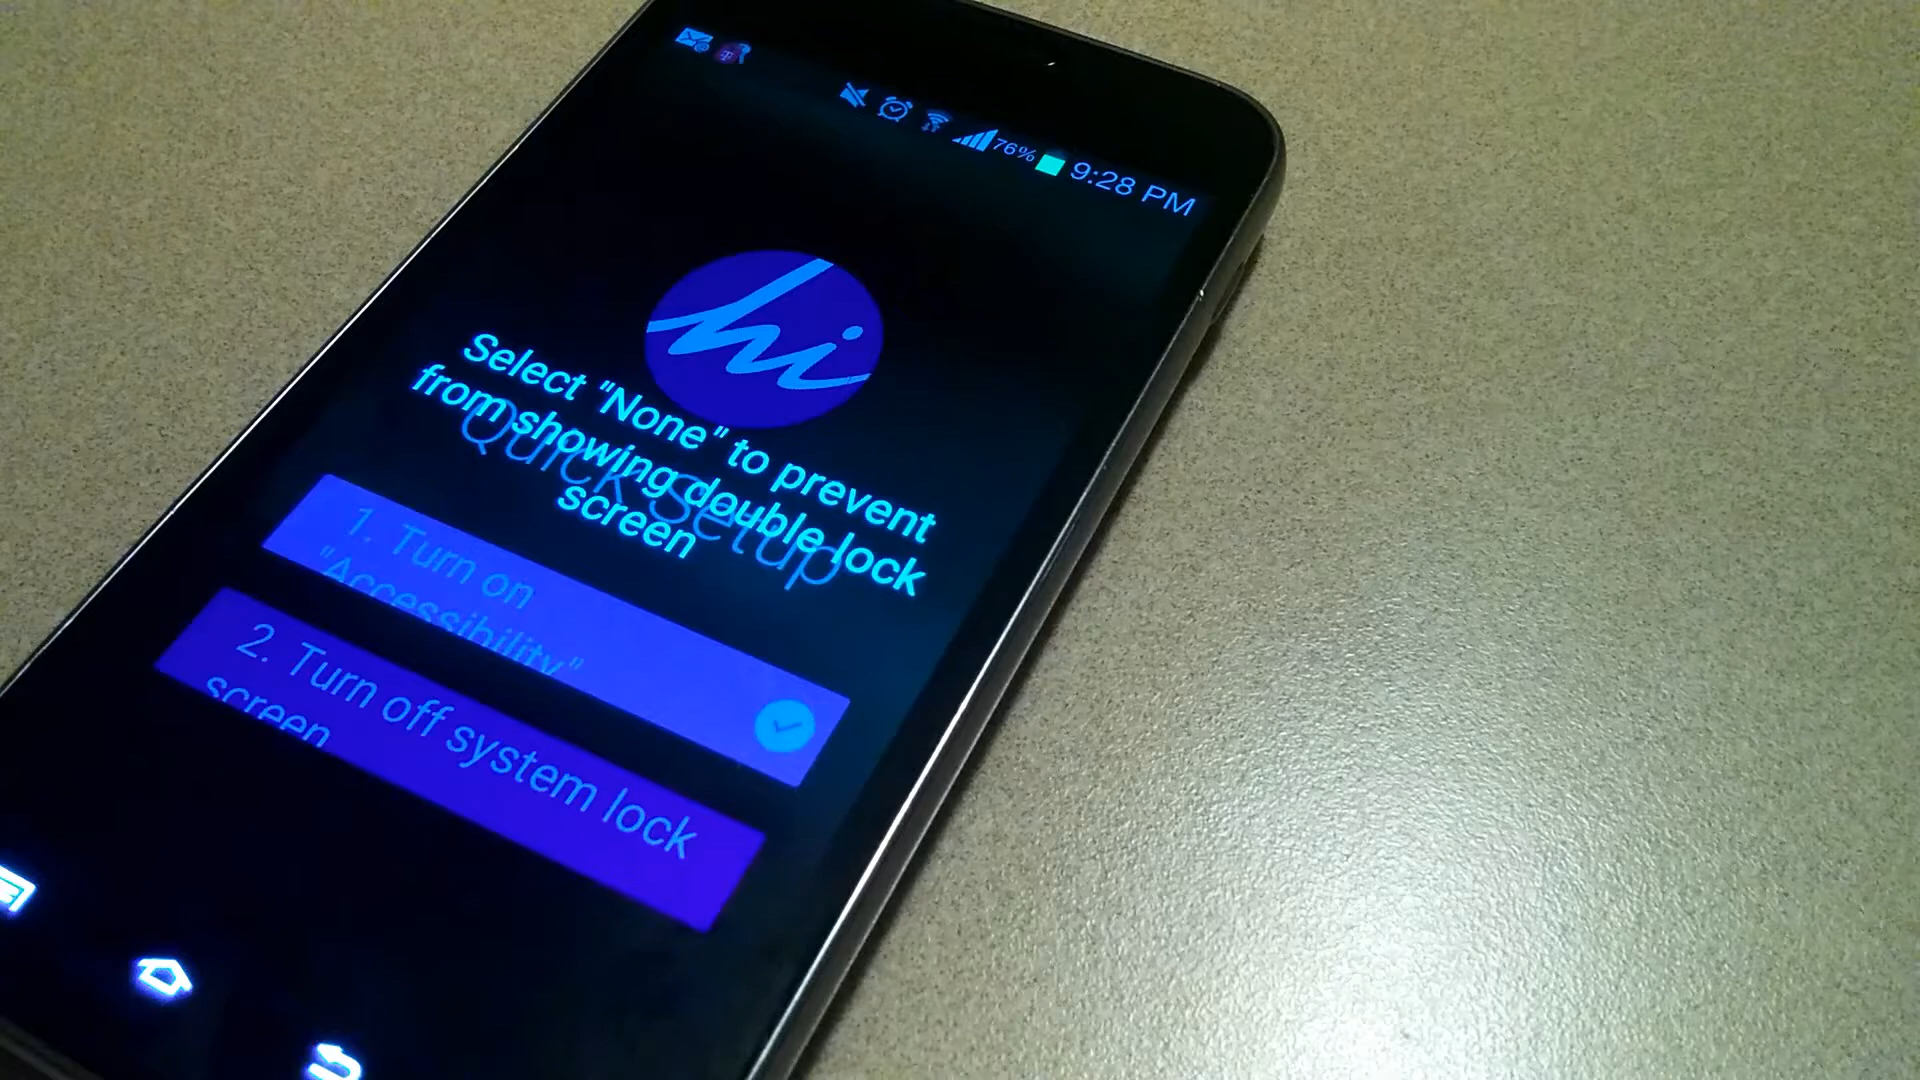 76% 9:28 PM
hi
Select "None" to prevent
from showing double lock
screen
Quick Setup
1. Turn on
"Accessibility"
2. Turn off system lock
screen